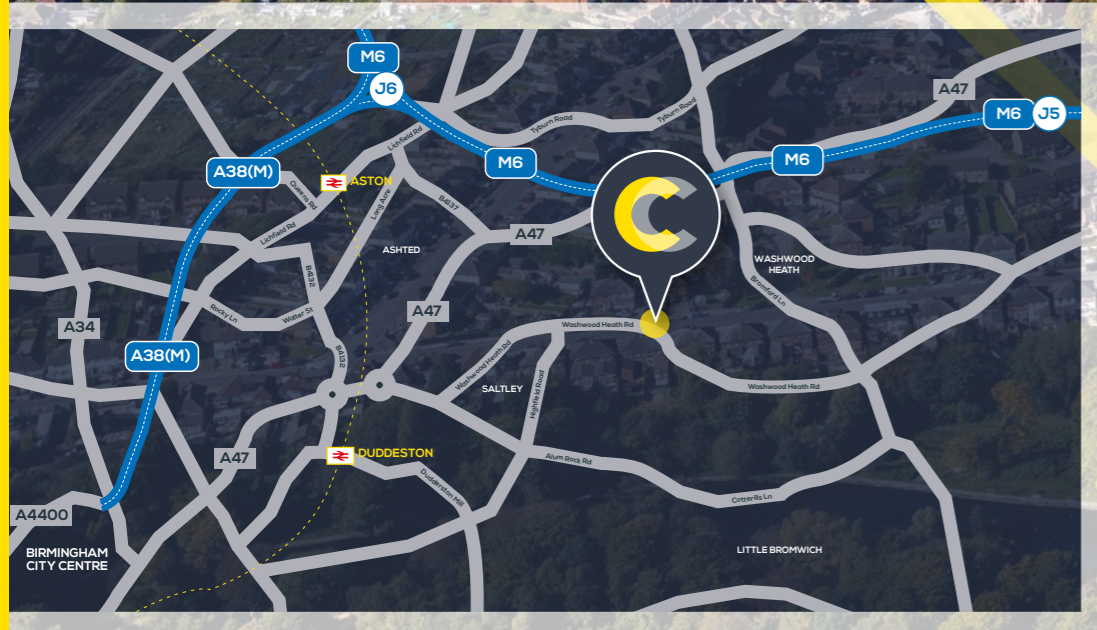 M6
J6
A47
M6
J5
Tyburn Road
Tyburn Road
Lichfield Rd
M6
M6
A38(M)
ASTON
Queens Rd
Long Acre
B4137
Lichfield Rd
ASHTED
A47
WASHWOOD
HEATH
B4132
Bromford Ln
Rocky Ln
Walter St
A47
A34
Washwood Heath Rd
A38(M)
B4132
Washwood Heath Rd
SALTLEY
Highfield Road
Washwood Heath Rd
A47
DUDDESTON
Alum Rock Rd
Dudderston Mill
Cotterills Ln
A4400
BIRMINGHAM
CITY CENTRE
LITTLE BROMWICH